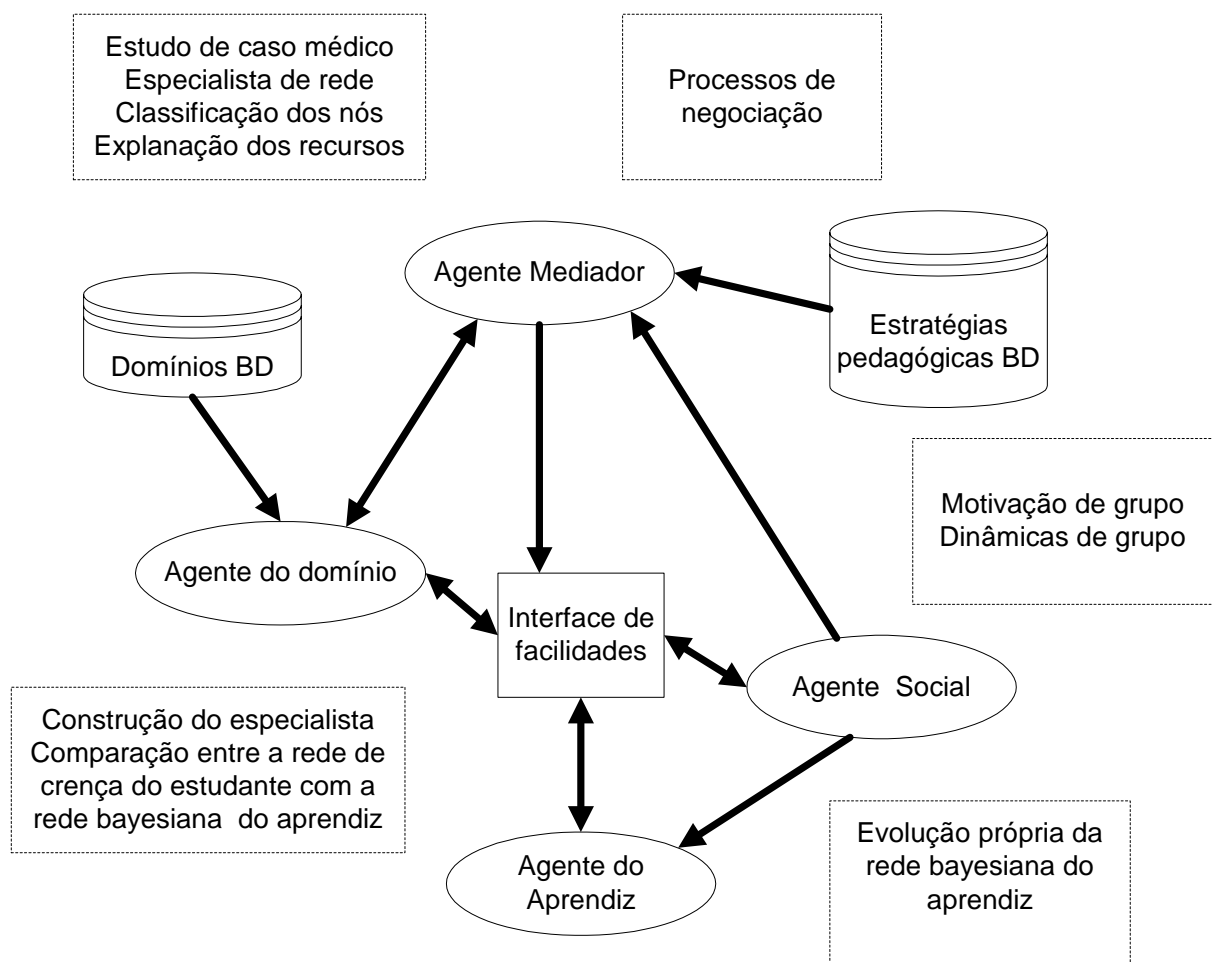 Estudo de caso médico
Especialista de rede
Classificação dos nós
Explanação dos recursos
Processos de
negociação
Agente Mediador
Domínios BD
Estratégias
pedagógicas BD
Motivação de grupo
Dinâmicas de grupo
Agente do domínio
Interface de
facilidades
Agente Social
Construção do especialista
Comparação entre a rede de
crença do estudante com a
rede bayesiana do aprendiz
Agente do
Aprendiz
Evolução própria da
rede bayesiana do
aprendiz